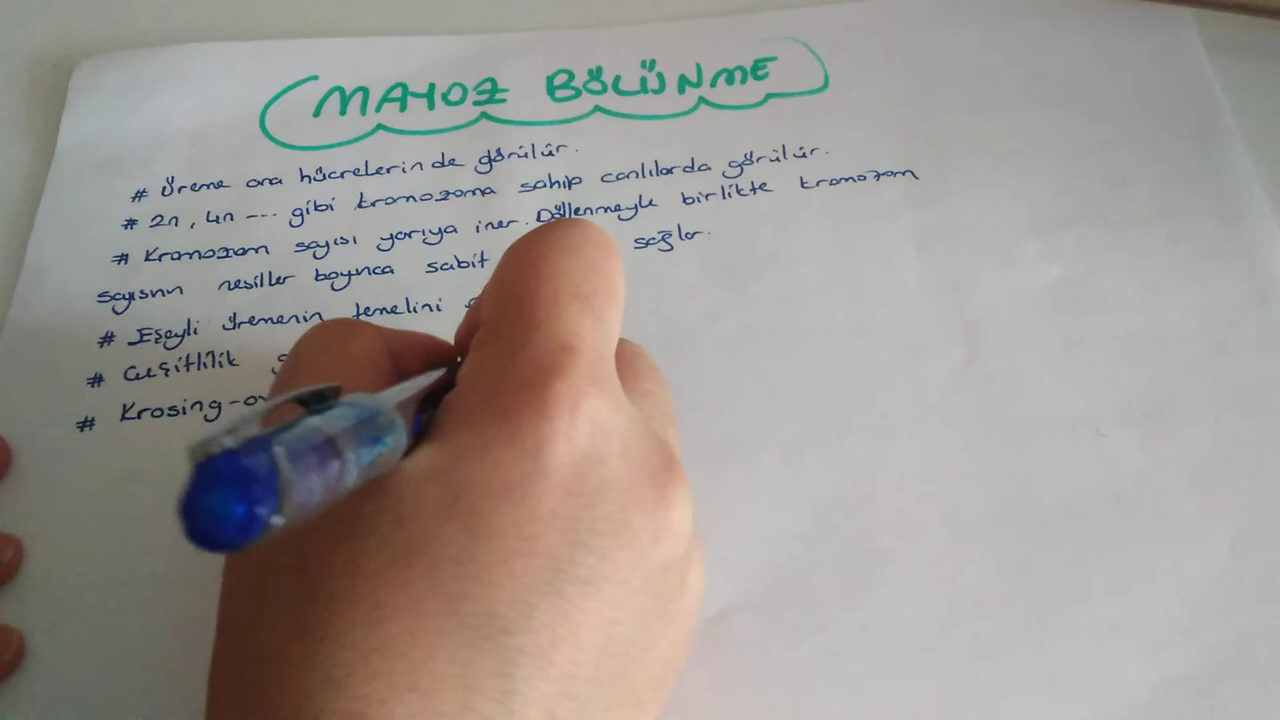 MAYOZ BÖLÜNME
# Üreme ana hücrelerinde görülür.
# 2n, 4n --- gibi kromozoma sahip canlılarda görülür.
# Kromozom sayısı yarıya iner. Döllenmeyle birlikte kromozom
sayısının nesiller boyunca sabit sağlar.
# Eşeyli üremenin temelini
# Çeşitlilik
# Krosing-ov